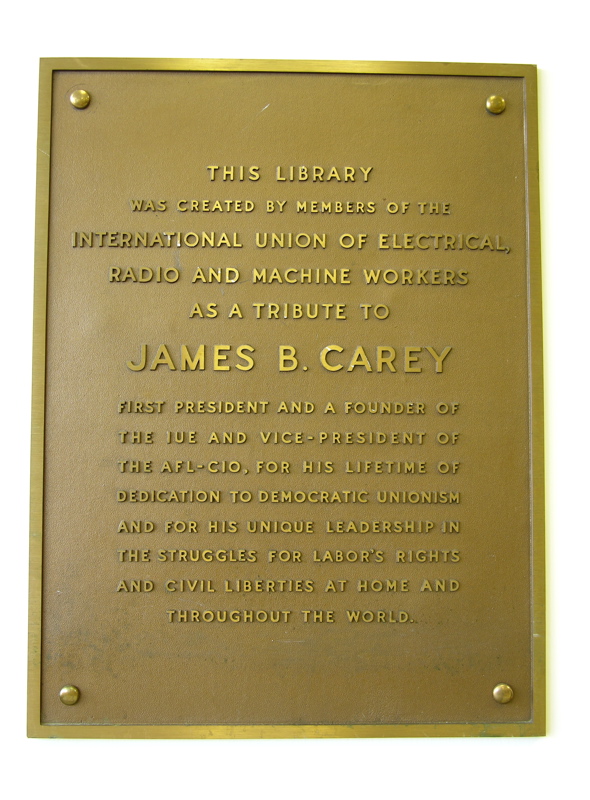 THIS LIBRARY
WAS CREATED BY MEMBERS OF THE
INTERNATIONAL UNION OF ELECTRICAL,
RADIO AND MACHINE WORKERS
AS A TRIBUTE TO
JAMES B. CAREY
FIRST PRESIDENT AND A FOUNDER OF
THE IUE AND VICE-PRESIDENT OF
THE AFL-CIO, FOR HIS LIFETIME OF
DEDICATION TO DEMOCRATIC UNIONISM
AND FOR HIS UNIQUE LEADERSHIP IN
THE STRUGGLES FOR LABOR'S RIGHTS
AND CIVIL LIBERTIES AT HOME AND
THROUGHOUT THE WORLD.